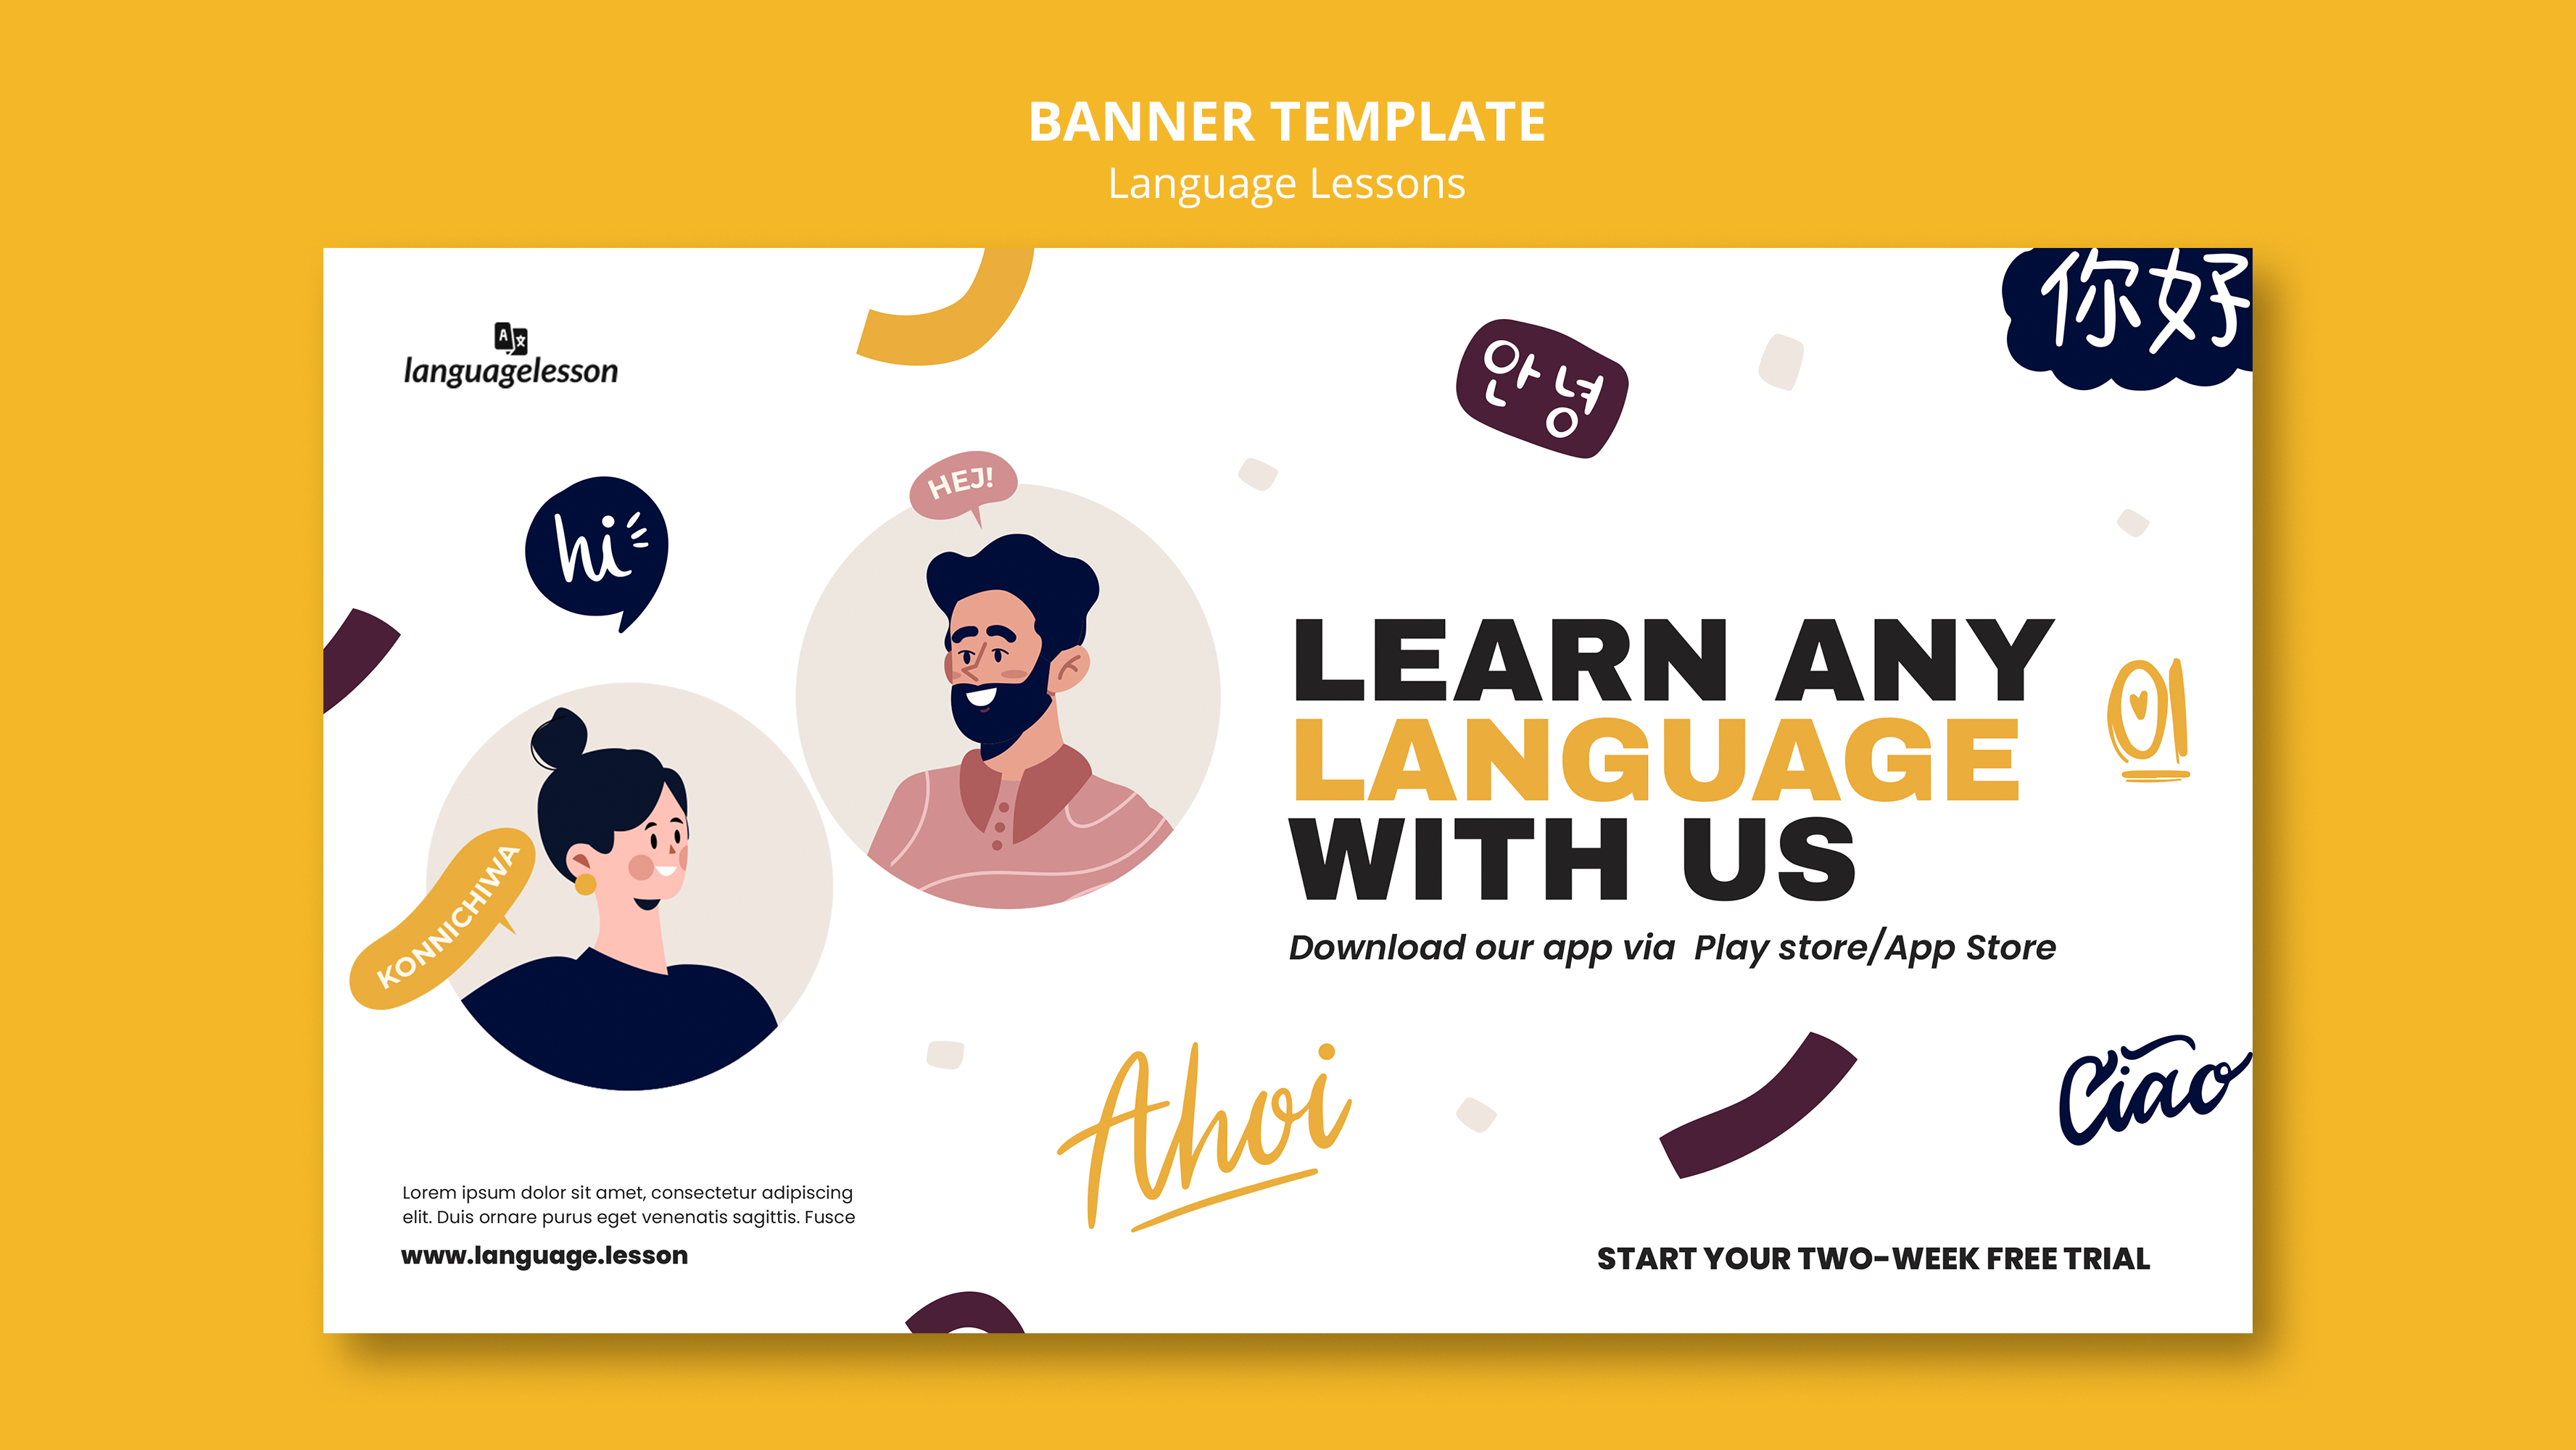 BANNER TEMPLATE
Language Lessons
你好
languagelesson
안녕
HEJ!
hi
LEARN ANY
LANGUAGE
WITH US
Download our app via Play store/App Store
KONNICHIWA
Ahoi
Ciao
Lorem ipsum dolor sit amet, consectetur adipiscing
elit. Duis ornare purus eget venenatis sagittis. Fusce
www.language.lesson
START YOUR TWO-WEEK FREE TRIAL